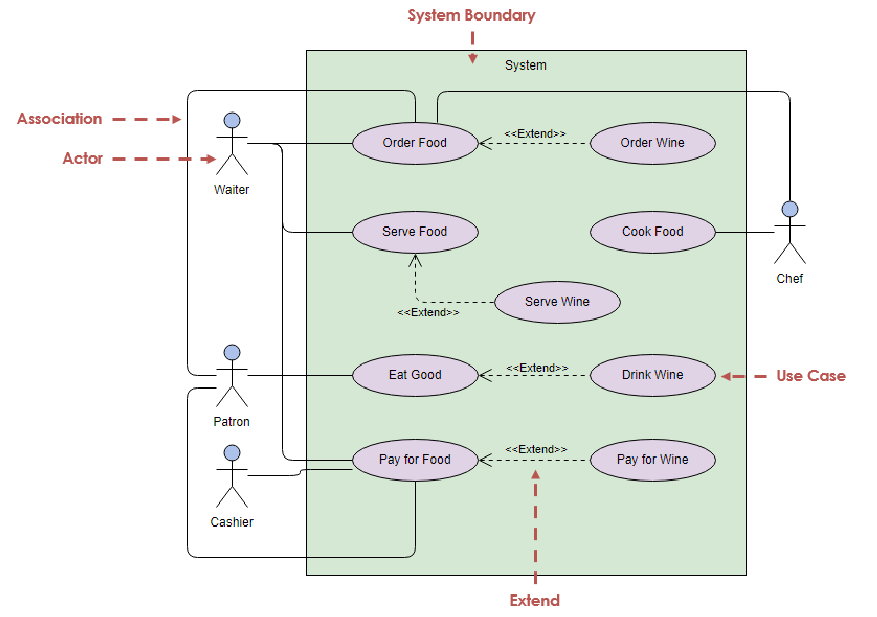 System Boundary
System
Association
Actor
Waiter
Order Food
<<Extend>>
Order Wine
Serve Food
Cook Food
Chef
<<Extend>>
Serve Wine
Patron
Eat Good
<<Extend>>
Drink Wine
Use Case
Cashier
Pay for Food
<<Extend>>
Pay for Wine
Extend